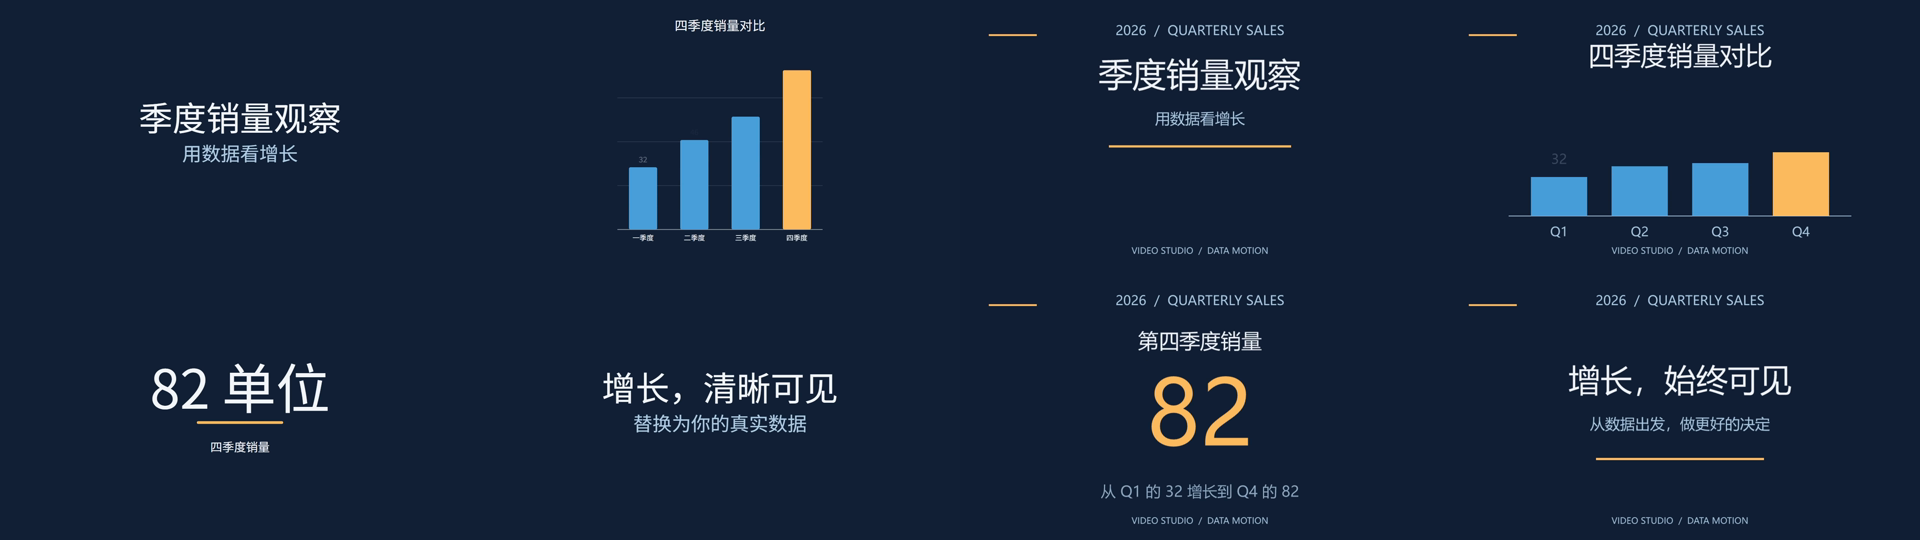 季度销量观察
用数据看增长
四季度销量对比
32
一季度
二季度
三季度
四季度
2026 / QUARTERLY SALES
季度销量观察
用数据看增长
VIDEO STUDIO / DATA MOTION
2026 / QUARTERLY SALES
四季度销量对比
32
Q1
Q2
Q3
Q4
VIDEO STUDIO / DATA MOTION
82 单位
四季度销量
增长，清晰可见
替换为你的真实数据
2026 / QUARTERLY SALES
第四季度销量
82
从 Q1 的 32 增长到 Q4 的 82
VIDEO STUDIO / DATA MOTION
2026 / QUARTERLY SALES
增长，始终可见
从数据出发，做更好的决定
VIDEO STUDIO / DATA MOTION